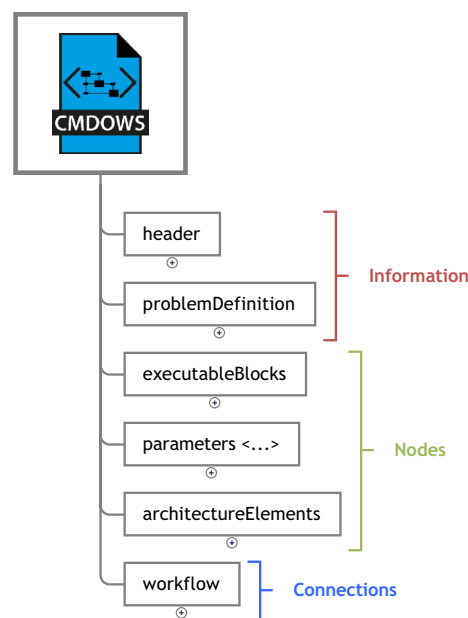 CMDOWS
header
Information
problemDefinition
executableBlocks
parameters <...>
Nodes
architectureElements
workflow
Connections